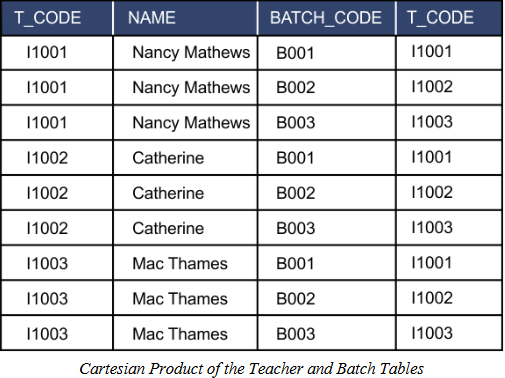 T_CODE NAME BATCH_CODE T_CODE
I1001 Nancy Mathews B001 I1001
I1001 Nancy Mathews B002 I1002
I1001 Nancy Mathews B003 I1003
I1002 Catherine B001 I1001
I1002 Catherine B002 I1002
I1002 Catherine B003 I1003
I1003 Mac Thames B001 I1001
I1003 Mac Thames B002 I1002
I1003 Mac Thames B003 I1003
Cartesian Product of the Teacher and Batch Tables